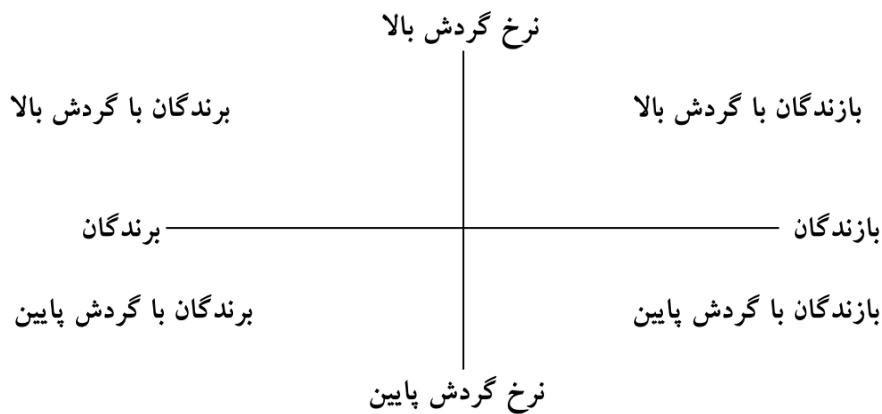 نرخ گردش بالا
بازندگان با گردش بالا
برندگان با گردش بالا
بازندگان
برندگان
بازندگان با گردش پایین
برندگان با گردش پایین
نرخ گردش پایین